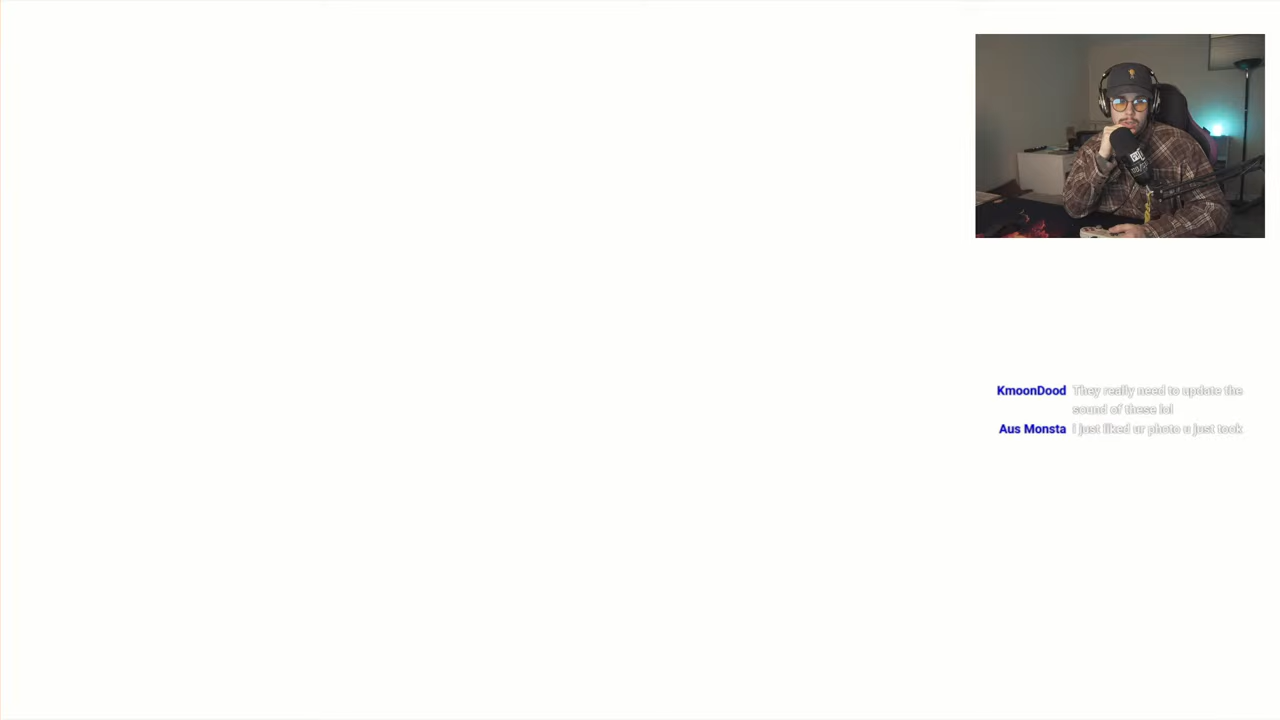 KmoonDood They really need to update the
sound of these lol
Aus Monsta I just liked ur photo u just took